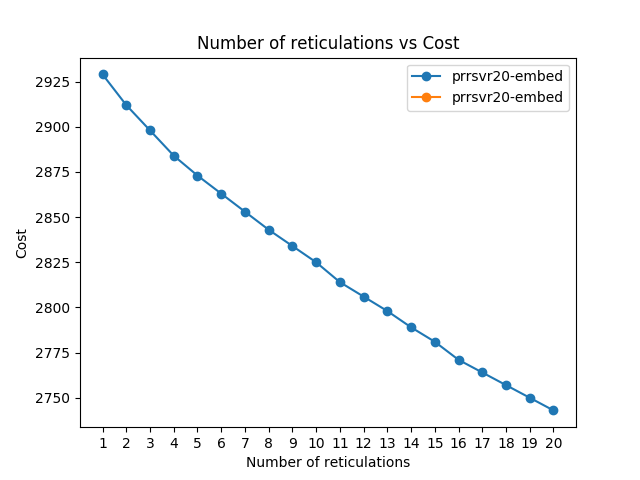 Number of reticulations vs Cost
prrsvr20-embed
prrsvr20-embed
2925
2900
2875
2850
2825
2800
2775
2750
Cost
1 2 3 4 5 6 7 8 9 10 11 12 13 14 15 16 17 18 19 20
Number of reticulations